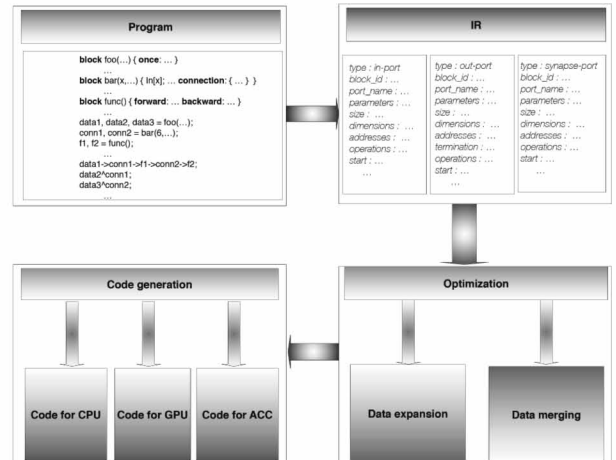 Program
block foo(…) { once: … }
…
block bar(x,…) { In[x]; … connection: { … } }
…
block func() { forward: … backward: … }
…
data1, data2, data3 = foo(…);
conn1, conn2 = bar(6,…);
f1, f2 = func();
…
data1->conn1->f1->conn2->f2;
data2^conn1;
data3^conn2;
…
IR
type : in-port
block_id : …
port_name : …
parameters : …
size : …
dimensions : …
addresses : …
operations : …
start : …
…
type : out-port
block_id : …
port_name : …
parameters : …
size : …
dimensions : …
addresses : …
termination : …
operations : …
start : …
…
type : synapse-port
block_id : …
port_name : …
parameters : …
size : …
dimensions : …
addresses : …
operations : …
start : …
…
Code generation
Code for CPU
Code for GPU
Code for ACC
Optimization
Data expansion
Data merging